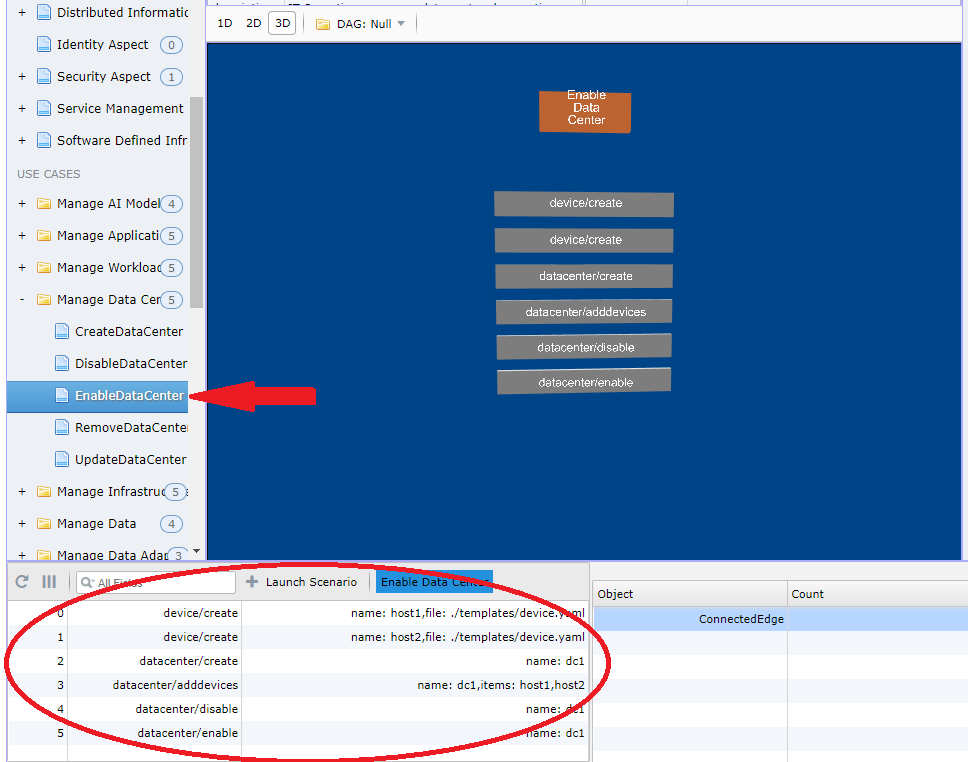 + Distributed Informatic
Identity Aspect 0
+ Security Aspect 1
+ Service Management
+ Software Defined Infr
USE CASES
+ Manage AI Model 4
+ Manage Applicati 5
+ Manage Workload 5
- Manage Data Cer 5
CreateDataCenter
DisableDataCenter
EnableDataCenter
RemoveDataCente
UpdateDataCenter
+ Manage Infrastruc 5
+ Manage Data 4
+ Manage Data Adap 3
1D 2D 3D DAG: Null
Enable
Data
Center
device/create
device/create
datacenter/create
datacenter/adddevices
datacenter/disable
datacenter/enable
All Fields + Launch Scenario Enable Data Center
0 device/create name: host1,file: ./templates/device.yaml
1 device/create name: host2,file: ./templates/device.yaml
2 datacenter/create name: dc1
3 datacenter/adddevices name: dc1,items: host1,host2
4 datacenter/disable name: dc1
5 datacenter/enable name: dc1
Object Count
ConnectedEdge